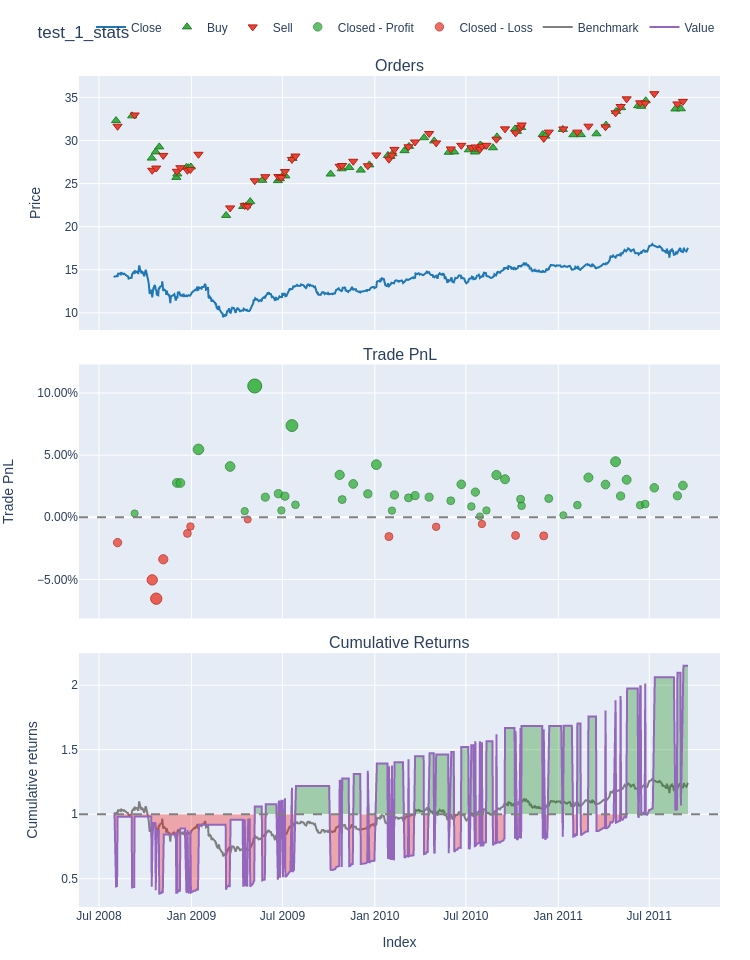 test_1_stats
Close Buy Sell Closed - Profit Closed - Loss Benchmark Value
Orders
35
30
25
20
15
10
Price
Trade PnL
10.00%
5.00%
0.00%
−5.00%
Trade PnL
Cumulative Returns
2
1.5
1
0.5
Cumulative returns
Jul 2008 Jan 2009 Jul 2009 Jan 2010 Jul 2010 Jan 2011 Jul 2011
Index